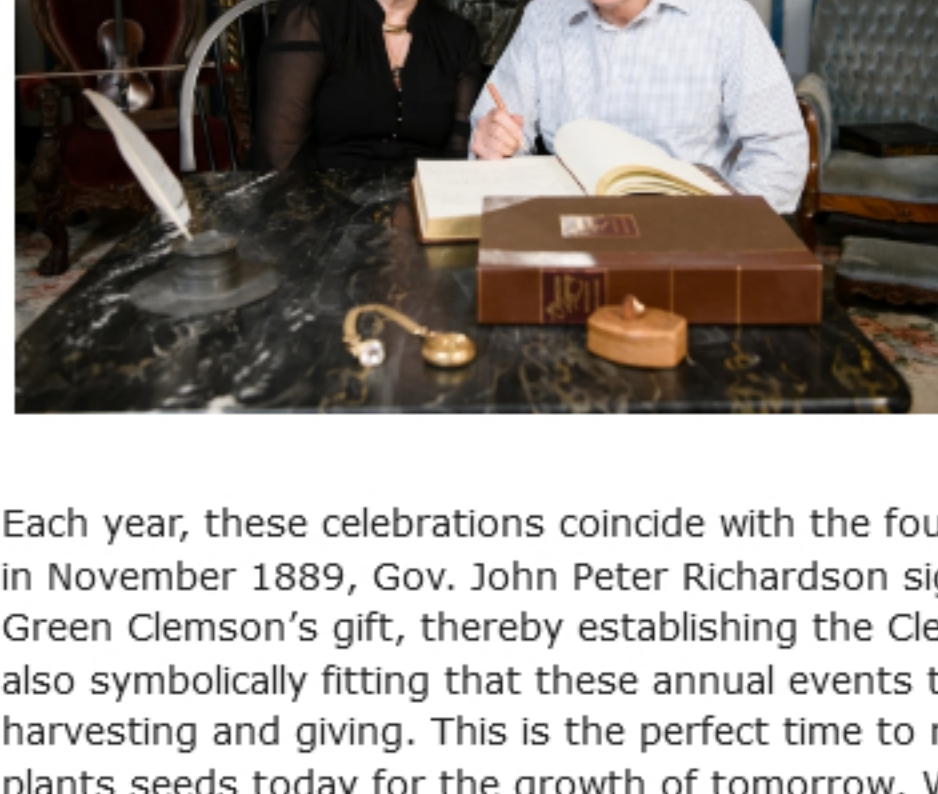 Each year, these celebrations coincide with the fou
in November 1889, Gov. John Peter Richardson sig
Green Clemson’s gift, thereby establishing the Cle
also symbolically fitting that these annual events t
harvesting and giving. This is the perfect time to r
plants seeds today for the growth of tomorrow. W